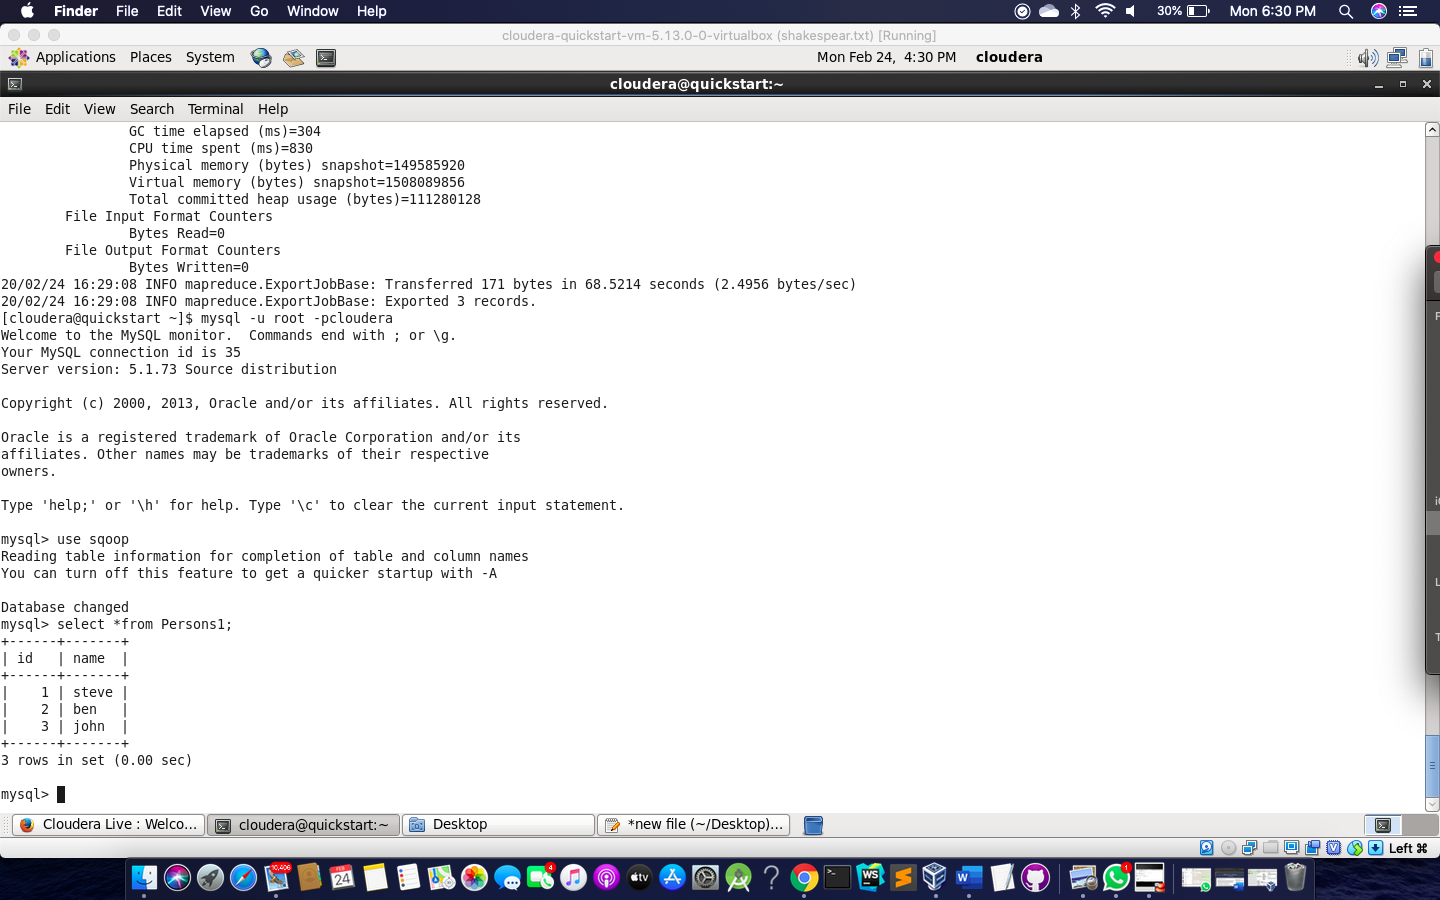 Finder File Edit View Go Window Help 30% Mon 6:30 PM
cloudera-quickstart-vm-5.13.0-0-virtualbox (shakespear.txt) [Running]
Applications Places System Mon Feb 24, 4:30 PM cloudera
cloudera@quickstart:~
File Edit View Search Terminal Help
GC time elapsed (ms)=304
CPU time spent (ms)=830
Physical memory (bytes) snapshot=149585920
Virtual memory (bytes) snapshot=1508089856
Total committed heap usage (bytes)=111280128
File Input Format Counters
Bytes Read=0
File Output Format Counters
Bytes Written=0
20/02/24 16:29:08 INFO mapreduce.ExportJobBase: Transferred 171 bytes in 68.5214 seconds (2.4956 bytes/sec)
20/02/24 16:29:08 INFO mapreduce.ExportJobBase: Exported 3 records.
[cloudera@quickstart ~]$ mysql -u root -pcloudera
Welcome to the MySQL monitor.  Commands end with ; or \g.
Your MySQL connection id is 35
Server version: 5.1.73 Source distribution
Copyright (c) 2000, 2013, Oracle and/or its affiliates. All rights reserved.
Oracle is a registered trademark of Oracle Corporation and/or its
affiliates. Other names may be trademarks of their respective
owners.
Type 'help;' or '\h' for help. Type '\c' to clear the current input statement.
mysql> use sqoop
Reading table information for completion of table and column names
You can turn off this feature to get a quicker startup with -A
Database changed
mysql> select *from Persons1;
+------+-------+
| id   | name  |
+------+-------+
|    1 | steve |
|    2 | ben   |
|    3 | john  |
+------+-------+
3 rows in set (0.00 sec)
mysql>
Cloudera Live : Welco... cloudera@quickstart:~ Desktop *new file (~/Desktop)...
Left ⌘
10,406 FEB 24 4 tv WS W 1